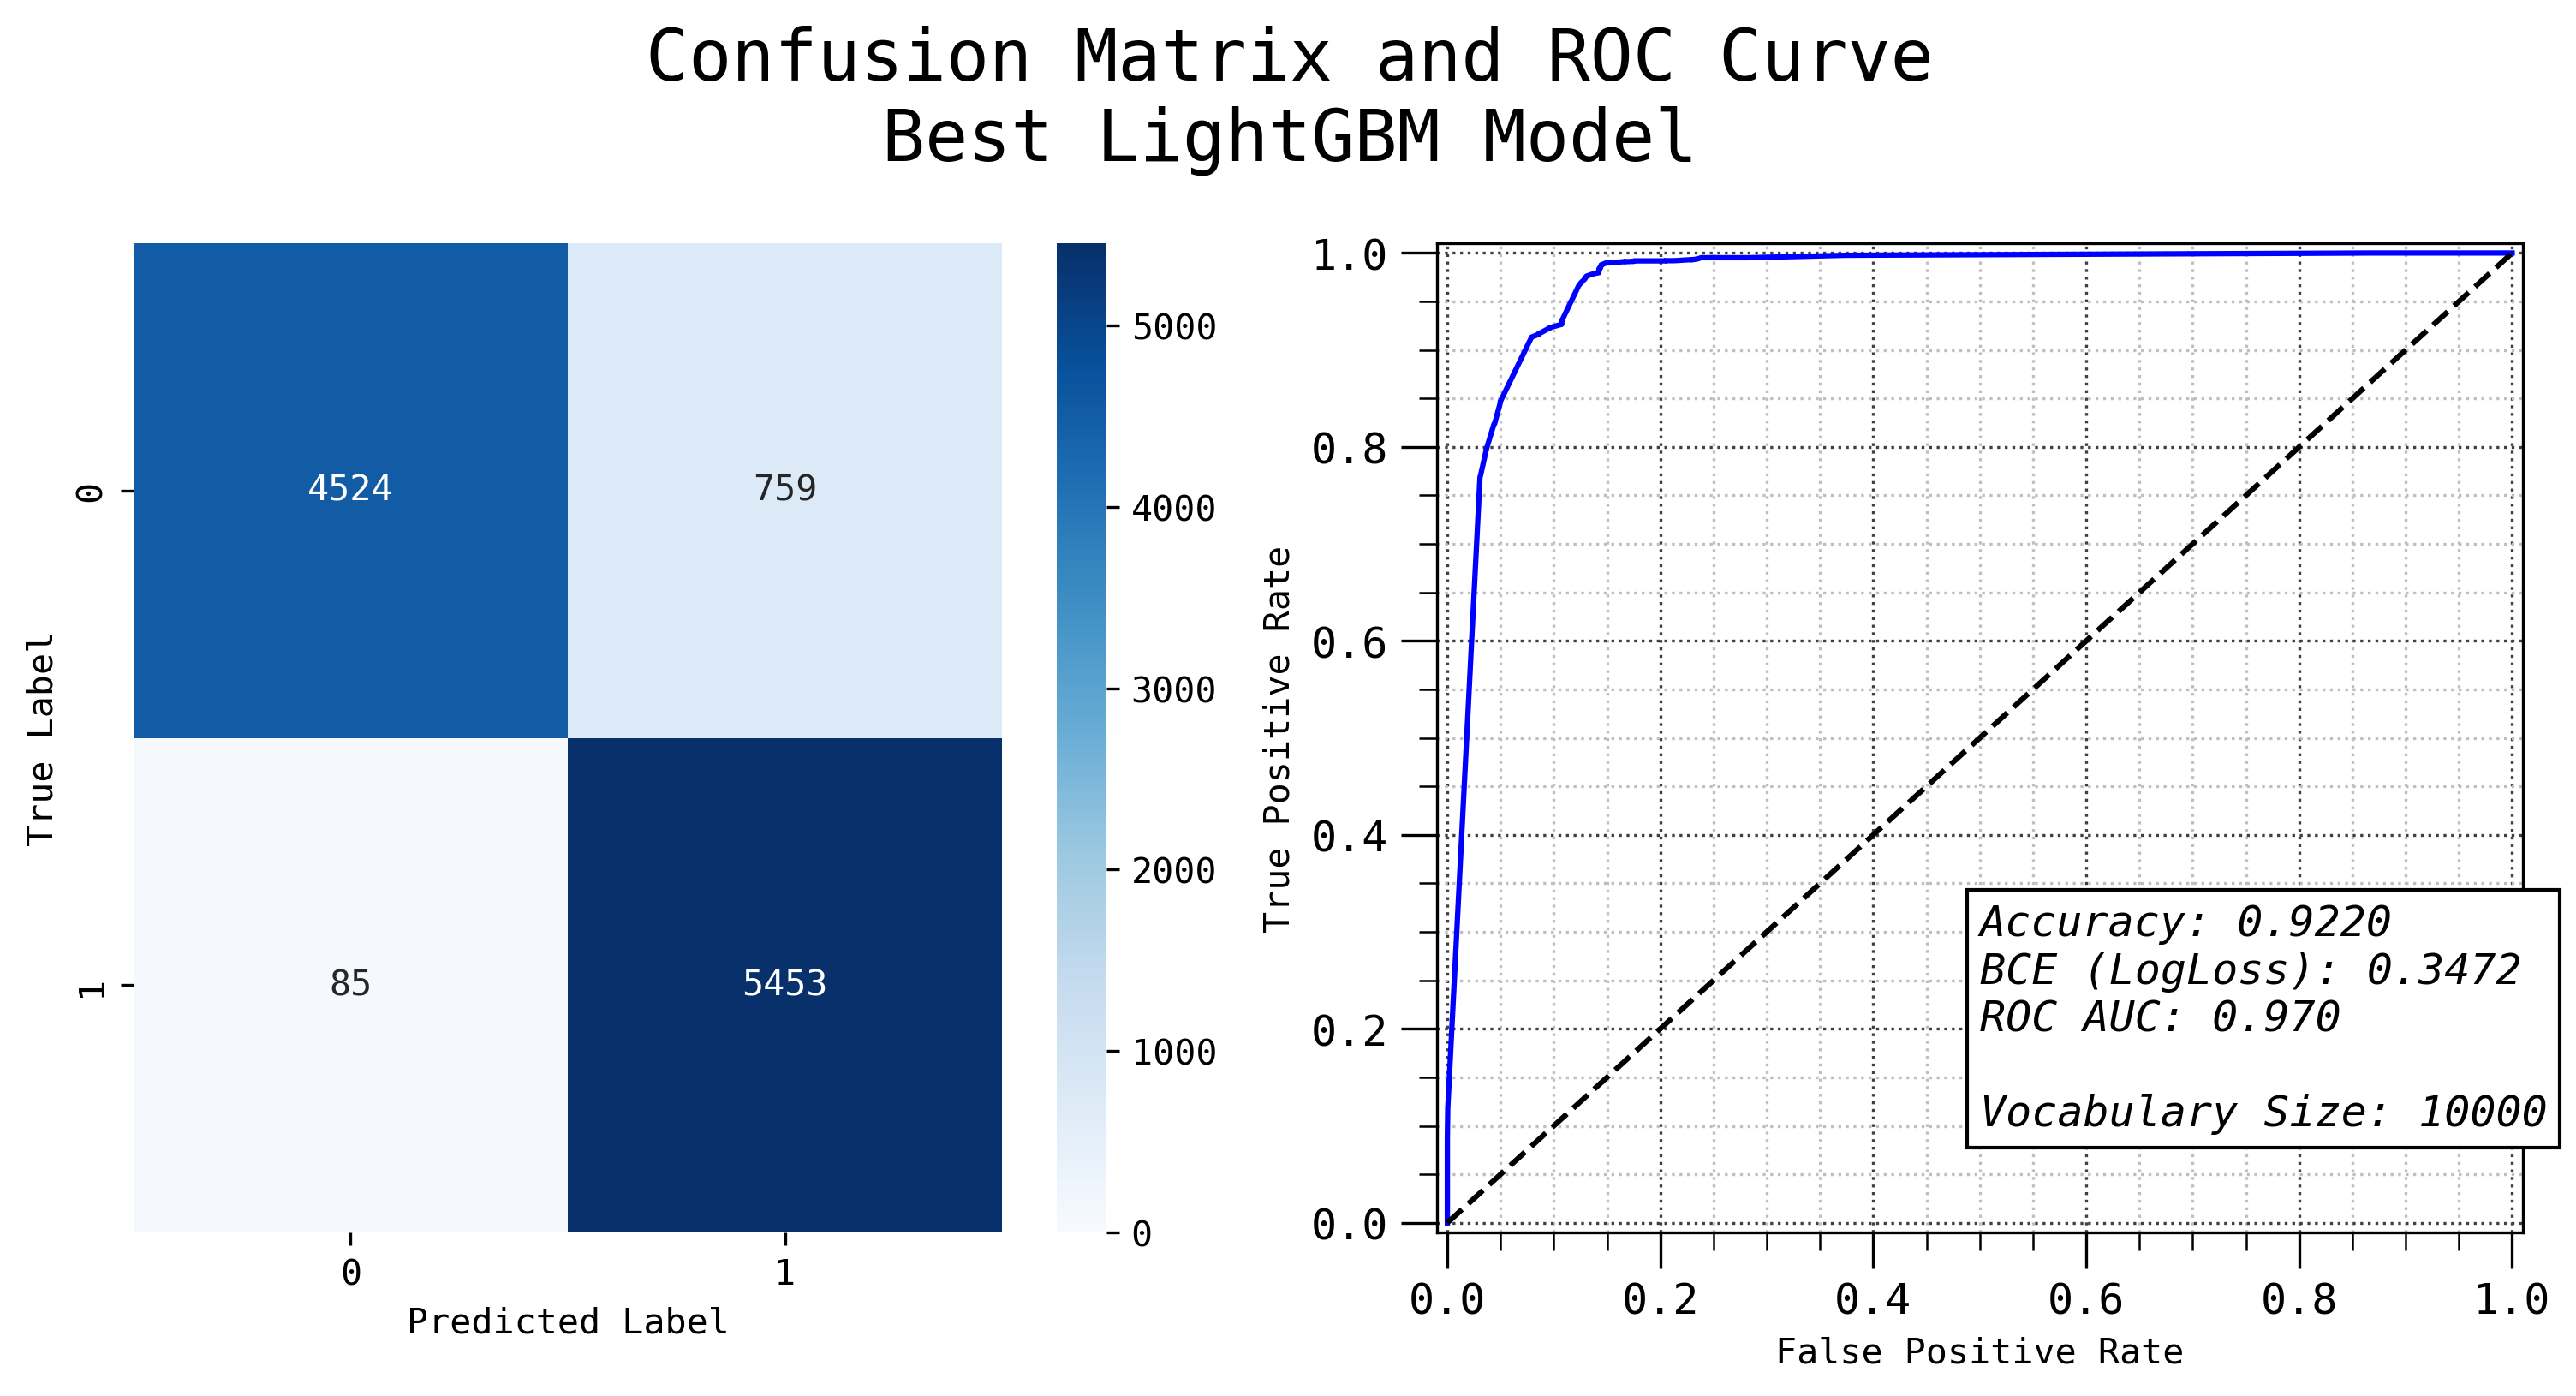 Confusion Matrix and ROC Curve
Best LightGBM Model
True Label
0
1
4524
759
85
5453
0
1
Predicted Label
5000
4000
3000
2000
1000
0
True Positive Rate
1.0
0.8
0.6
0.4
0.2
0.0
Accuracy: 0.9220
BCE (LogLoss): 0.3472
ROC AUC: 0.970
Vocabulary Size: 10000
0.0
0.2
0.4
0.6
0.8
1.0
False Positive Rate